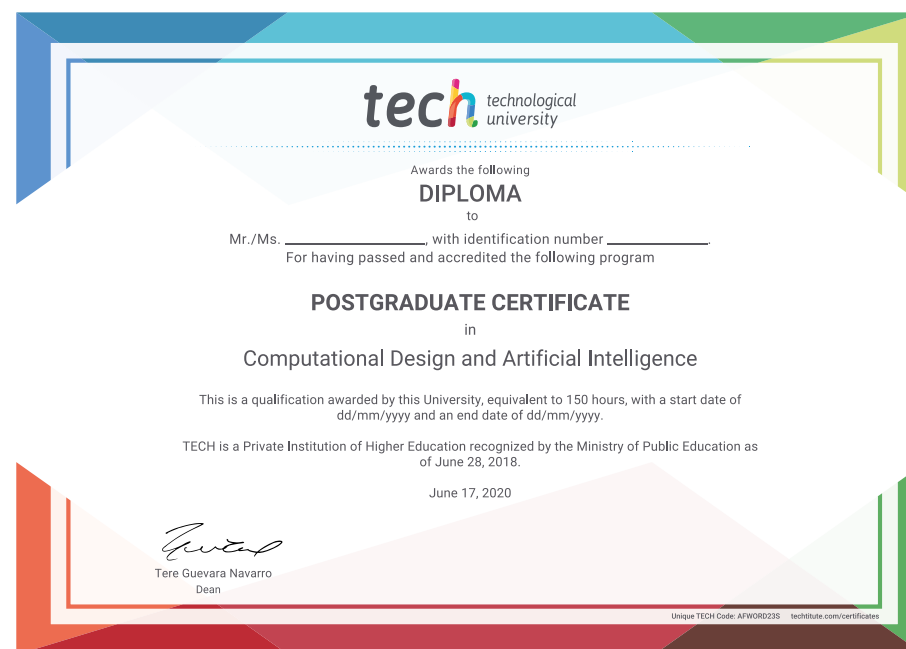 tech technological
university
Awards the following
DIPLOMA
to
Mr./Ms. ____________________, with identification number ______________.
For having passed and accredited the following program
POSTGRADUATE CERTIFICATE
in
Computational Design and Artificial Intelligence
This is a qualification awarded by this University, equivalent to 150 hours, with a start date of
dd/mm/yyyy and an end date of dd/mm/yyyy.
TECH is a Private Institution of Higher Education recognized by the Ministry of Public Education as
of June 28, 2018.
June 17, 2020
Tere Guevara Navarro
Dean
Unique TECH Code: AFWORD23S techtitute.com/certificates